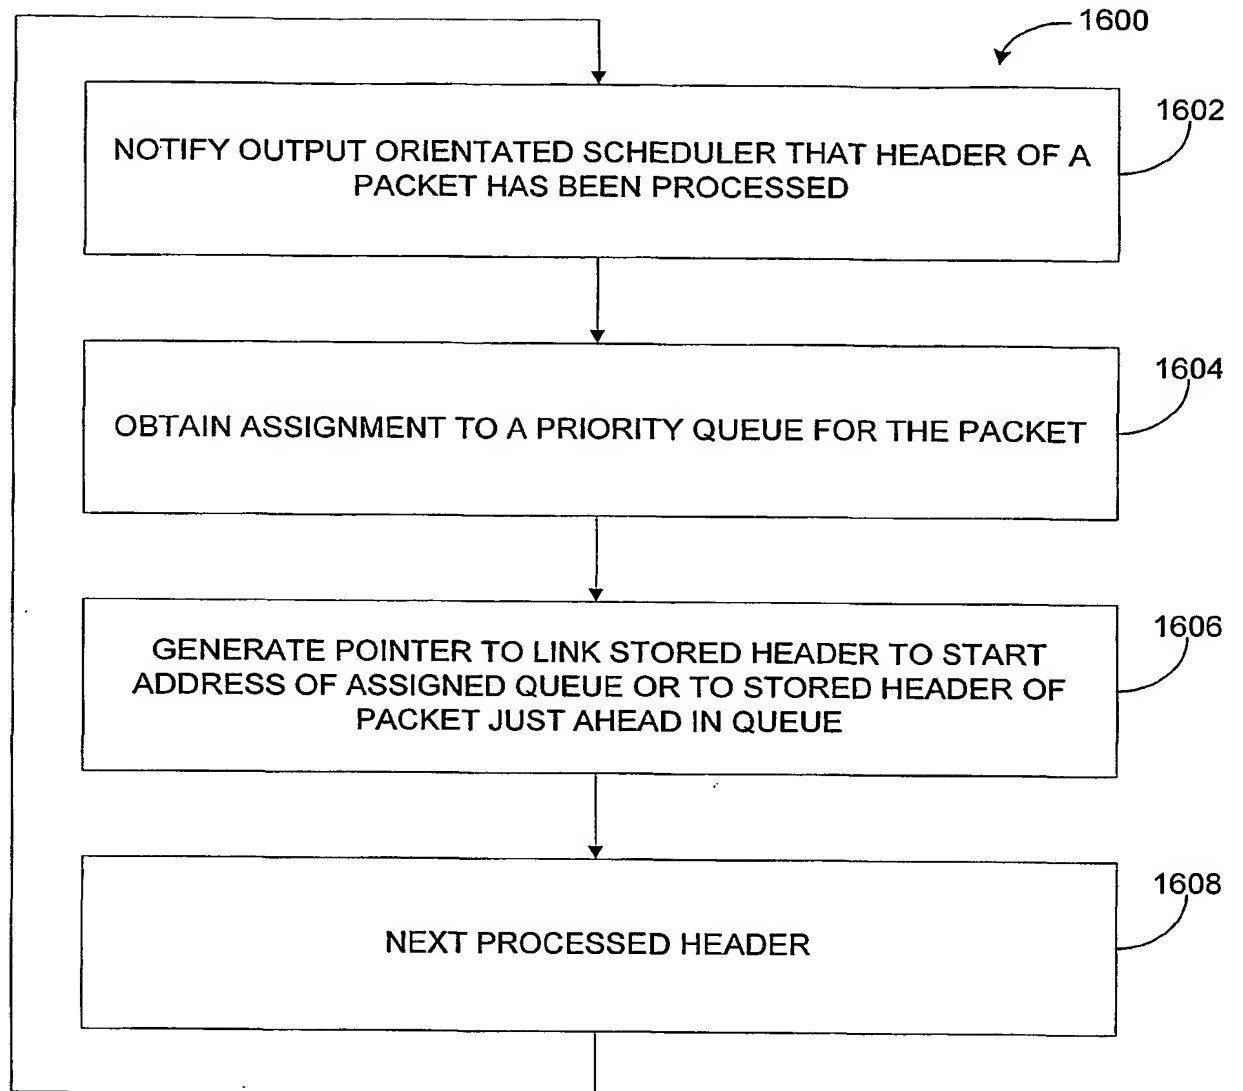 1600
1602
NOTIFY OUTPUT ORIENTATED SCHEDULER THAT HEADER OF A
PACKET HAS BEEN PROCESSED
1604
OBTAIN ASSIGNMENT TO A PRIORITY QUEUE FOR THE PACKET
1606
GENERATE POINTER TO LINK STORED HEADER TO START
ADDRESS OF ASSIGNED QUEUE OR TO STORED HEADER OF
PACKET JUST AHEAD IN QUEUE
1608
NEXT PROCESSED HEADER